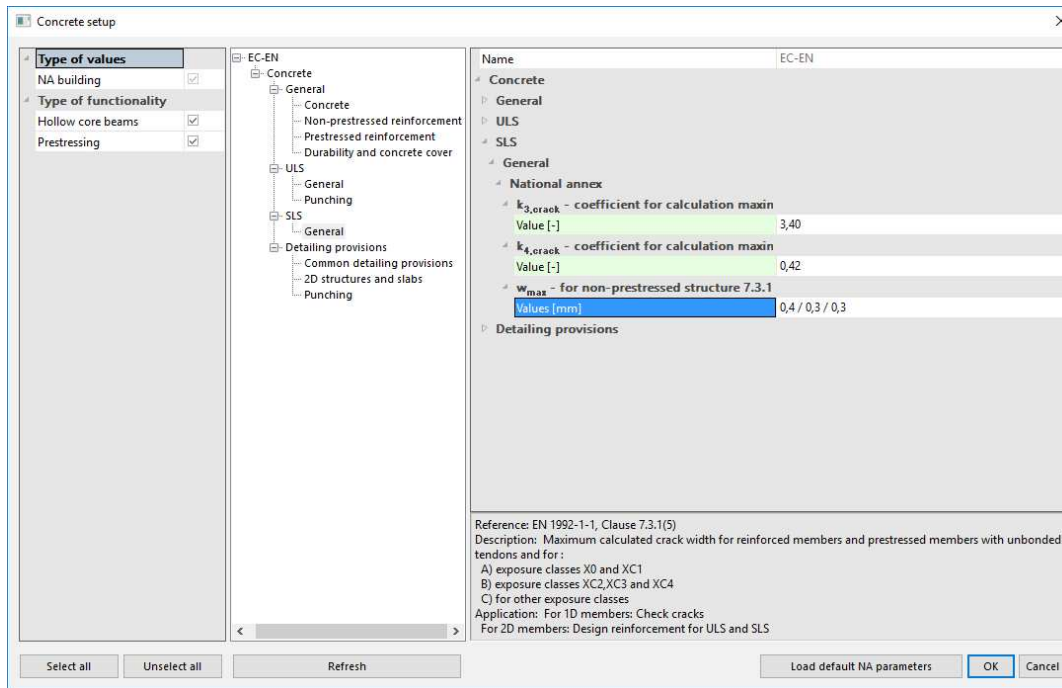 Concrete setup
Type of values
NA building
Type of functionality
Hollow core beams
Prestressing
EC-EN
Concrete
General
Concrete
Non-prestressed reinforcement
Prestressed reinforcement
Durability and concrete cover
ULS
General
Punching
SLS
General
Detailing provisions
Common detailing provisions
2D structures and slabs
Punching
Name EC-EN
Concrete
General
ULS
SLS
General
National annex
k3,crack - coefficient for calculation maxin
Value [-] 3,40
k4,crack - coefficient for calculation maxin
Value [-] 0,42
wmax - for non-prestressed structure 7.3.1
Values [mm] 0,4 / 0,3 / 0,3
Detailing provisions
Reference: EN 1992-1-1, Clause 7.3.1(5)
Description: Maximum calculated crack width for reinforced members and prestressed members with unbonded
tendons and for :
A) exposure classes X0 and XC1
B) exposure classes XC2,XC3 and XC4
C) for other exposure classes
Application: For 1D members: Check cracks
For 2D members: Design reinforcement for ULS and SLS
Select all Unselect all Refresh Load default NA parameters OK Cancel